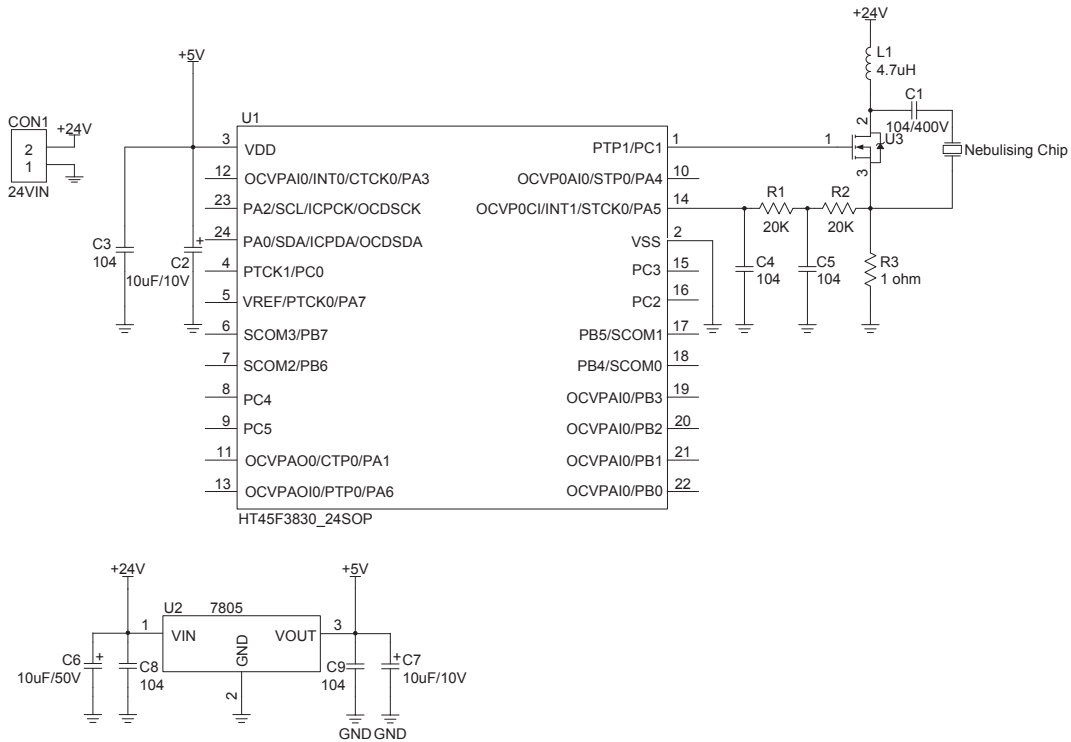 +24V
L1
4.7uH
+5V
C1
104/400V
CON1
+24V
2
1
24VIN
U1
2
1
U3
3
Nebulising Chip
3 VDD
12 OCVPAI0/INT0/CTCK0/PA3
23 PA2/SCL/ICPCK/OCDSCK
24 PA0/SDA/ICPDA/OCDSDA
4 PTCK1/PC0
5 VREF/PTCK0/PA7
6 SCOM3/PB7
7 SCOM2/PB6
8 PC4
9 PC5
11 OCVPAO0/CTP0/PA1
13 OCVPAOI0/PTP0/PA6
PTP1/PC1 1
OCVP0AI0/STP0/PA4 10
OCVP0CI/INT1/STCK0/PA5 14
VSS 2
PC3 15
PC2 16
PB5/SCOM1 17
PB4/SCOM0 18
OCVPAI0/PB3 19
OCVPAI0/PB2 20
OCVPAI0/PB1 21
OCVPAI0/PB0 22
HT45F3830_24SOP
C3
104
C2
+
10uF/10V
R1
20K
R2
20K
C4
104
C5
104
R3
1 ohm
+24V
+5V
U2 7805
1 VIN
VOUT 3
GND
2
C6
+
10uF/50V
C8
104
C9
104
+
C7
10uF/10V
GND GND